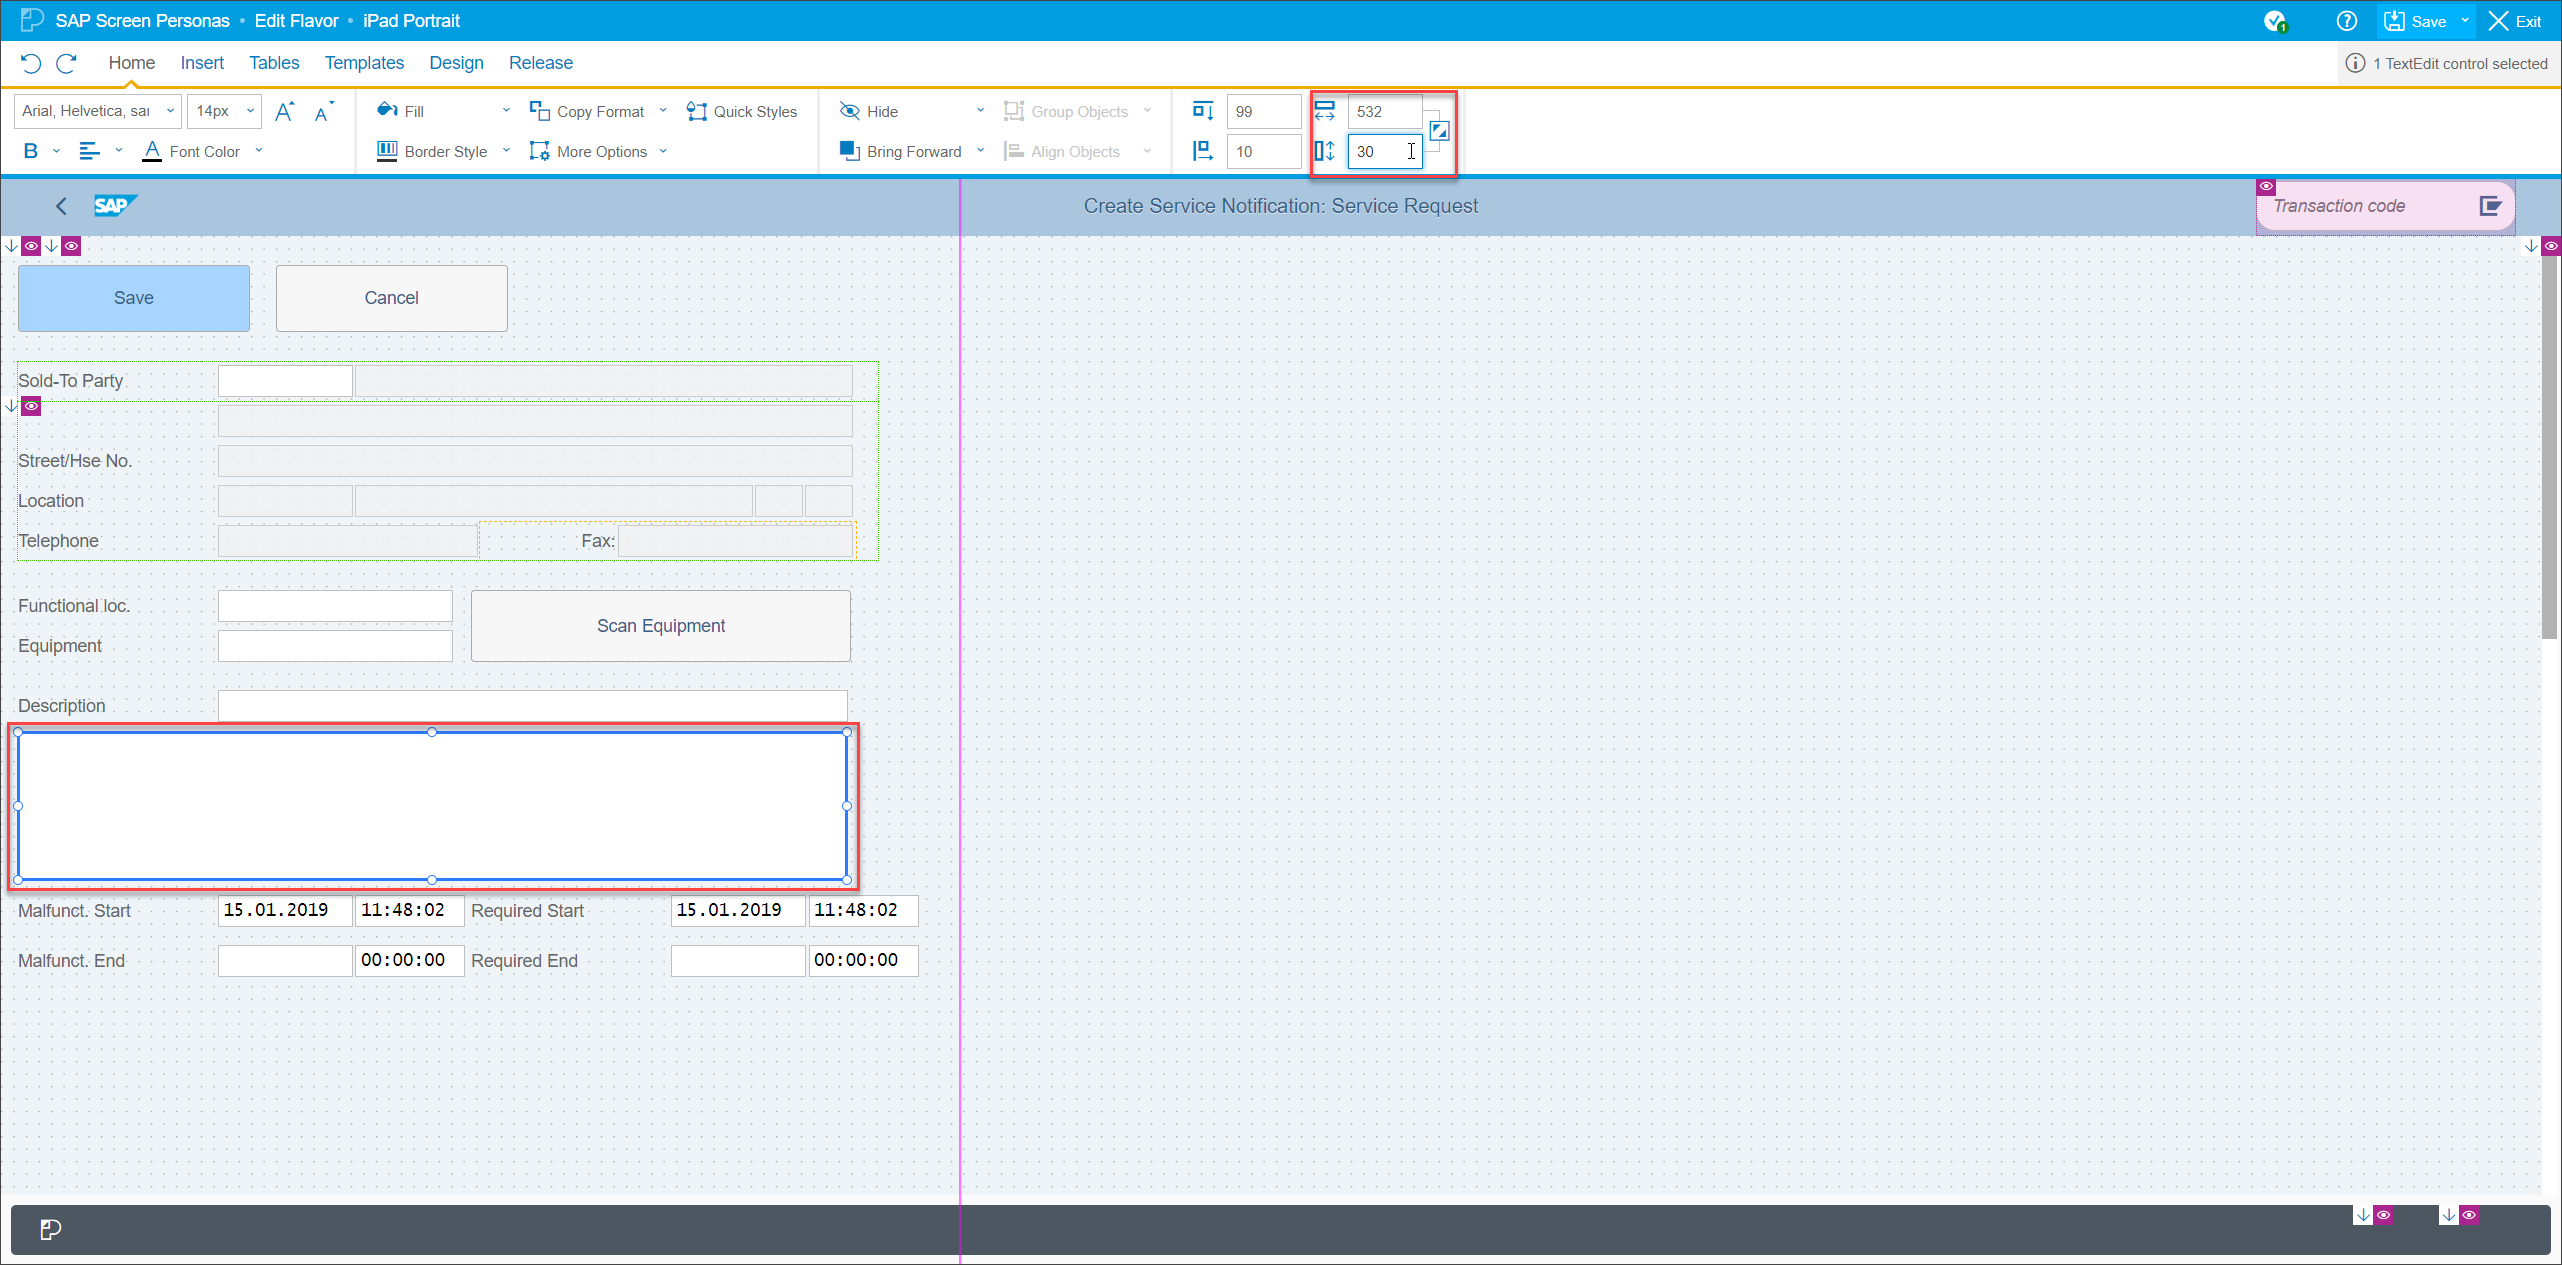 SAP Screen Personas • Edit Flavor • iPad Portrait
1
Save
Exit
Home Insert Tables Templates Design Release
1 TextEdit control selected
Arial, Helvetica, sai 14px A A
Fill
Copy Format
Quick Styles
Hide
Group Objects
99
532
B
A Font Color
Border Style
More Options
Bring Forward
Align Objects
10
30
SAP
Create Service Notification: Service Request
Transaction code
Save
Cancel
Sold-To Party
Street/Hse No.
Location
Telephone
Fax:
Functional loc.
Scan Equipment
Equipment
Description
Malfunct. Start 15.01.2019 11:48:02 Required Start 15.01.2019 11:48:02
Malfunct. End 00:00:00 Required End 00:00:00